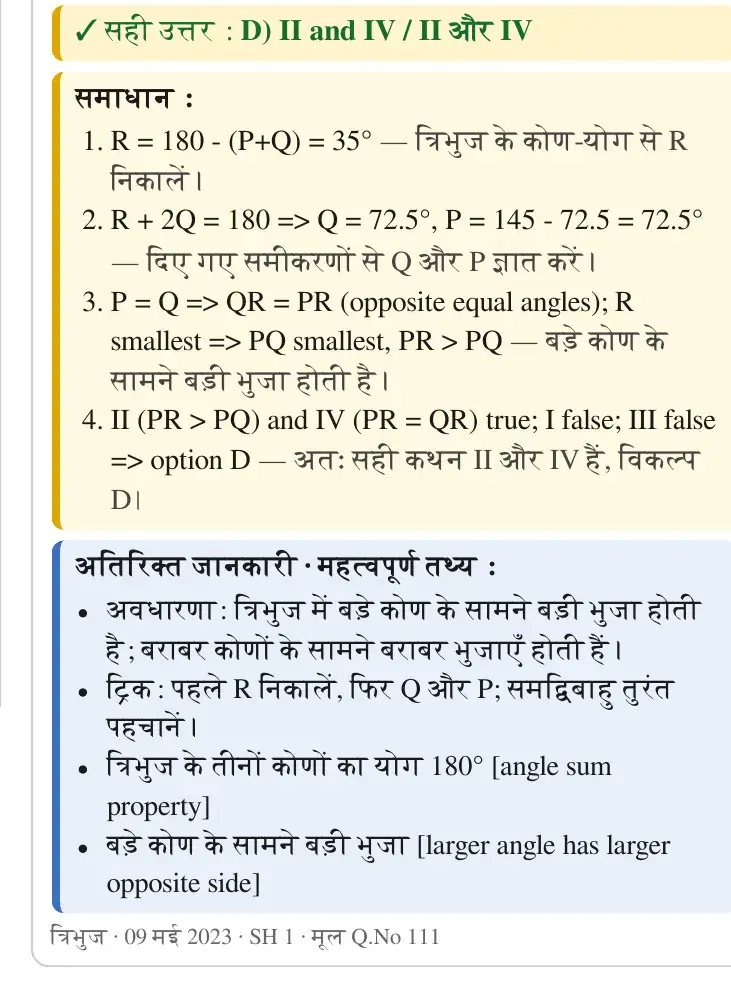 ✓ सही उत्तर : D) II and IV / II और IV
समाधान :
1. R = 180 - (P+Q) = 35° — त्रिभुज के कोण-योग से R
निकालें।
2. R + 2Q = 180 => Q = 72.5°, P = 145 - 72.5 = 72.5°
— दिए गए समीकरणों से Q और P ज्ञात करें।
3. P = Q => QR = PR (opposite equal angles); R
smallest => PQ smallest, PR > PQ — बड़े कोण के
सामने बड़ी भुजा होती है।
4. II (PR > PQ) and IV (PR = QR) true; I false; III false
=> option D — अतः सही कथन II और IV हैं, विकल्प
D।
अतिरिक्त जानकारी · महत्वपूर्ण तथ्य :
• अवधारणा : त्रिभुज में बड़े कोण के सामने बड़ी भुजा होती
है; बराबर कोणों के सामने बराबर भुजाएँ होती हैं।
• ट्रिक : पहले R निकालें, फिर Q और P; समद्विबाहु तुरंत
पहचानें।
• त्रिभुज के तीनों कोणों का योग 180° [angle sum
property]
• बड़े कोण के सामने बड़ी भुजा [larger angle has larger
opposite side]
त्रिभुज · 09 मई 2023 · SH 1 · मूल Q.No 111